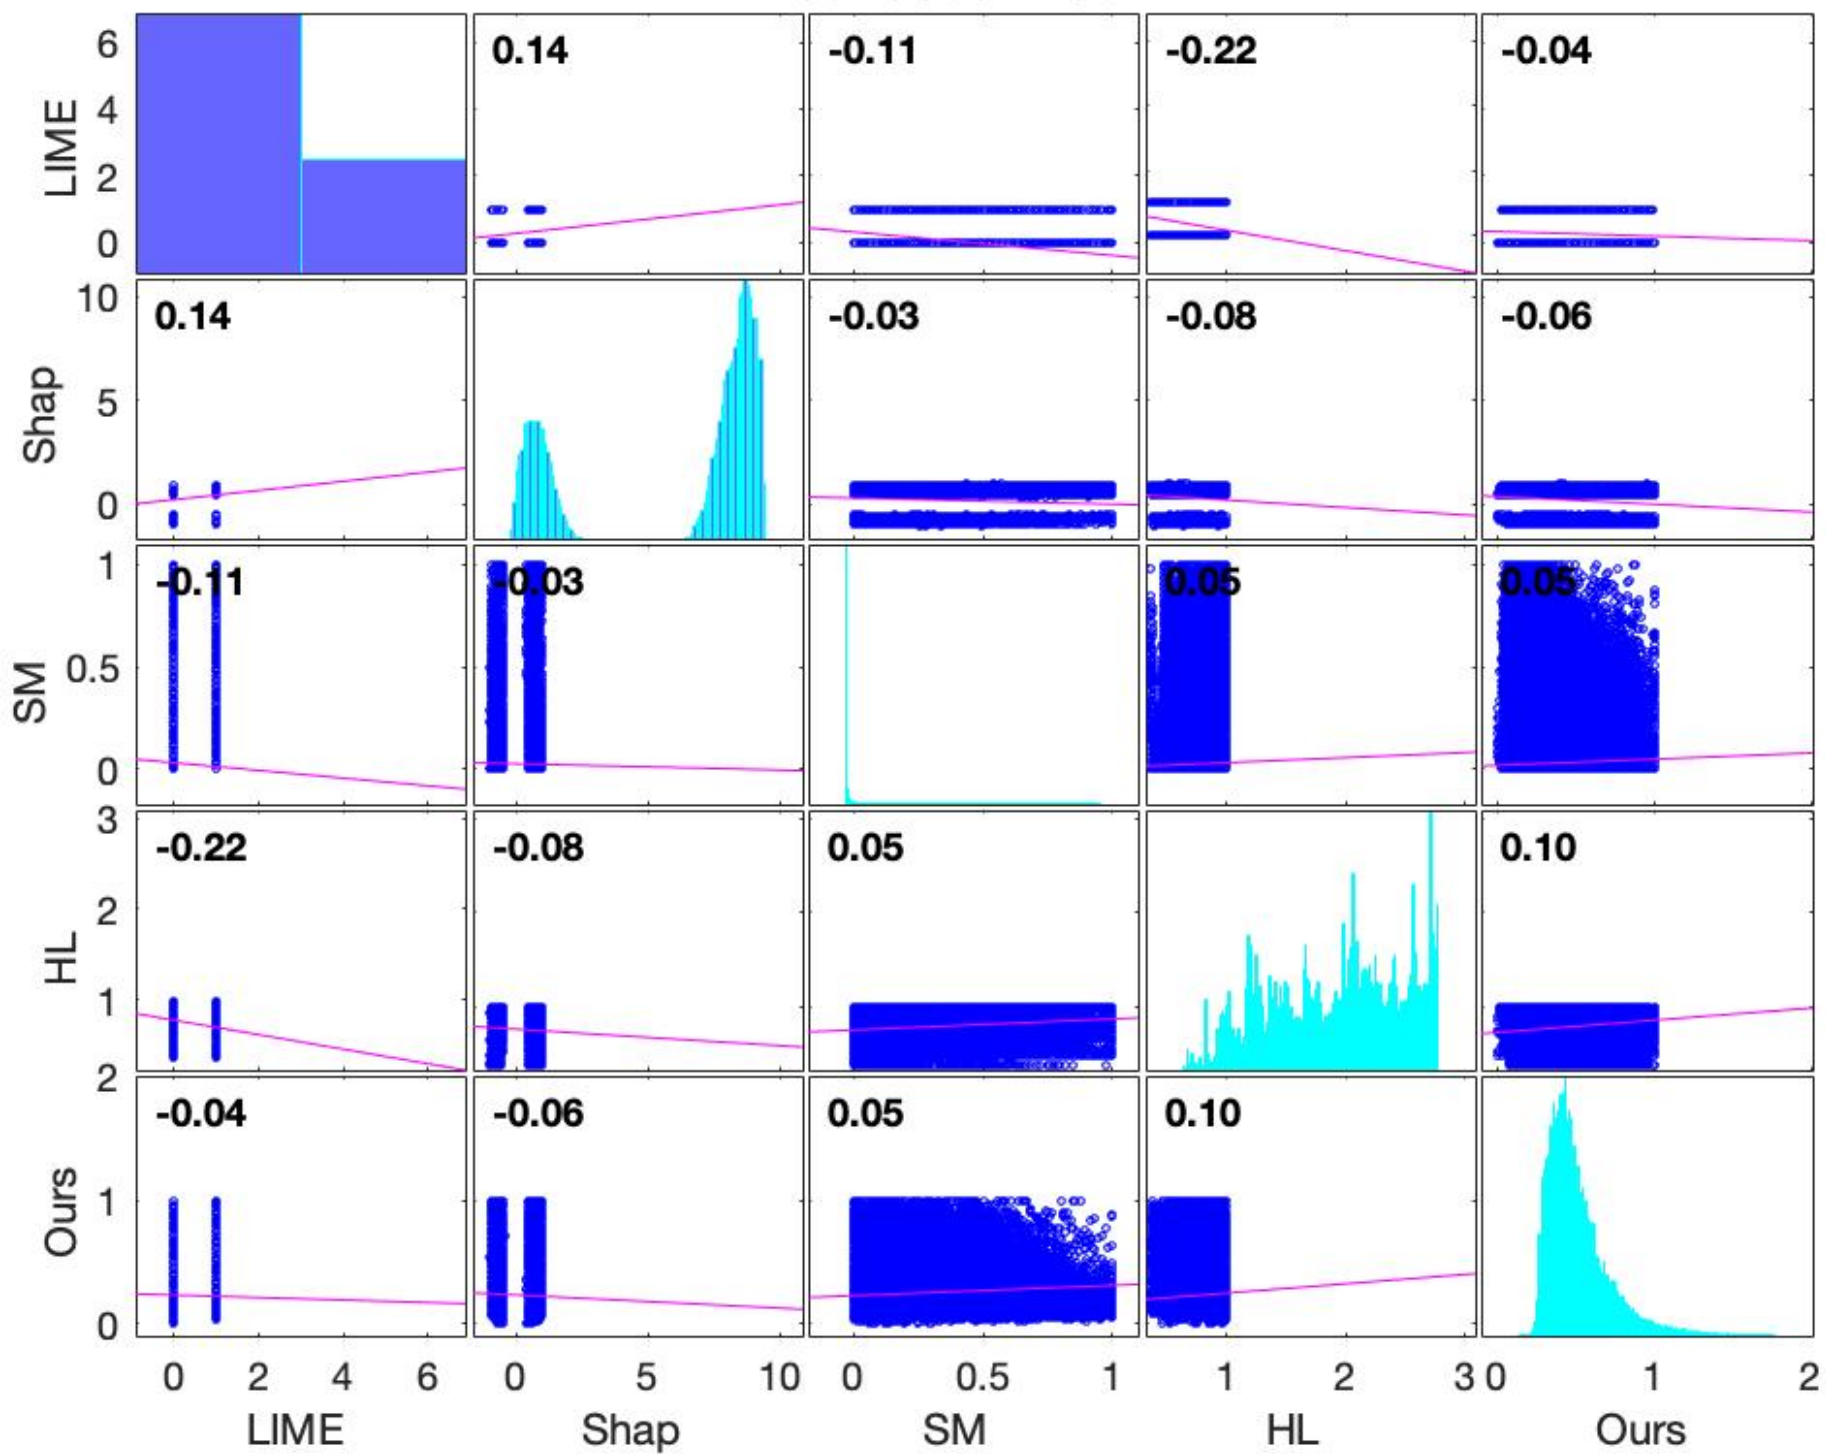 LIME 6 4 2 0 0.14 -0.11 -0.22 -0.04
Shap 10 5 0 0.14 -0.03 -0.08 -0.06
SM 1 0.5 0 -0.11 -0.03 0.05 0.05
HL 3 2 1 2 -0.22 -0.08 0.05 0.10
Ours 2 1 0 -0.04 -0.06 0.05 0.10
0 2 4 6 0 5 10 0 0.5 1 1 2 3 0 1 2
LIME Shap SM HL Ours